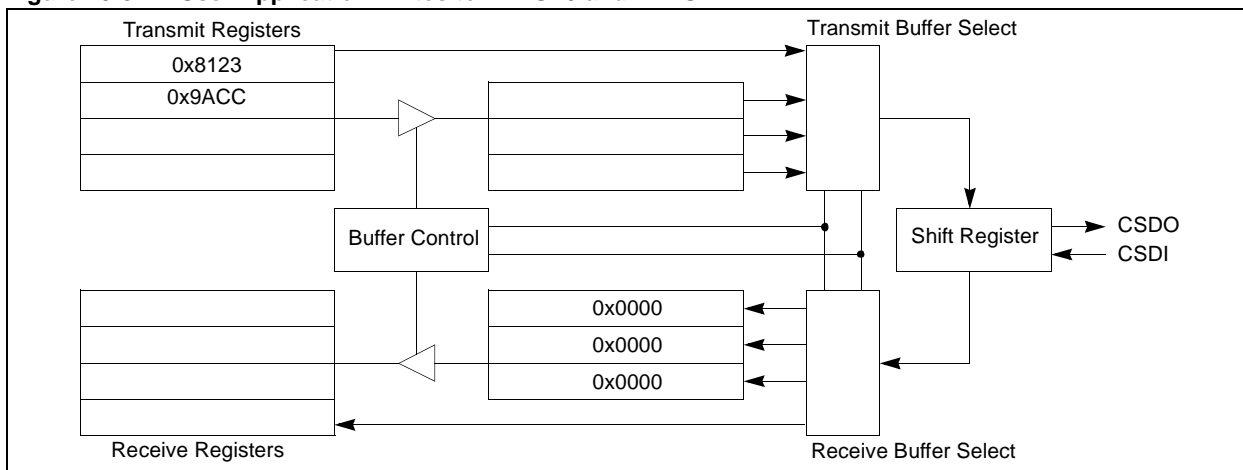 Transmit Registers
Transmit Buffer Select
0x8123
0x9ACC
Buffer Control
Shift Register
CSDO
CSDI
0x0000
0x0000
0x0000
Receive Registers
Receive Buffer Select